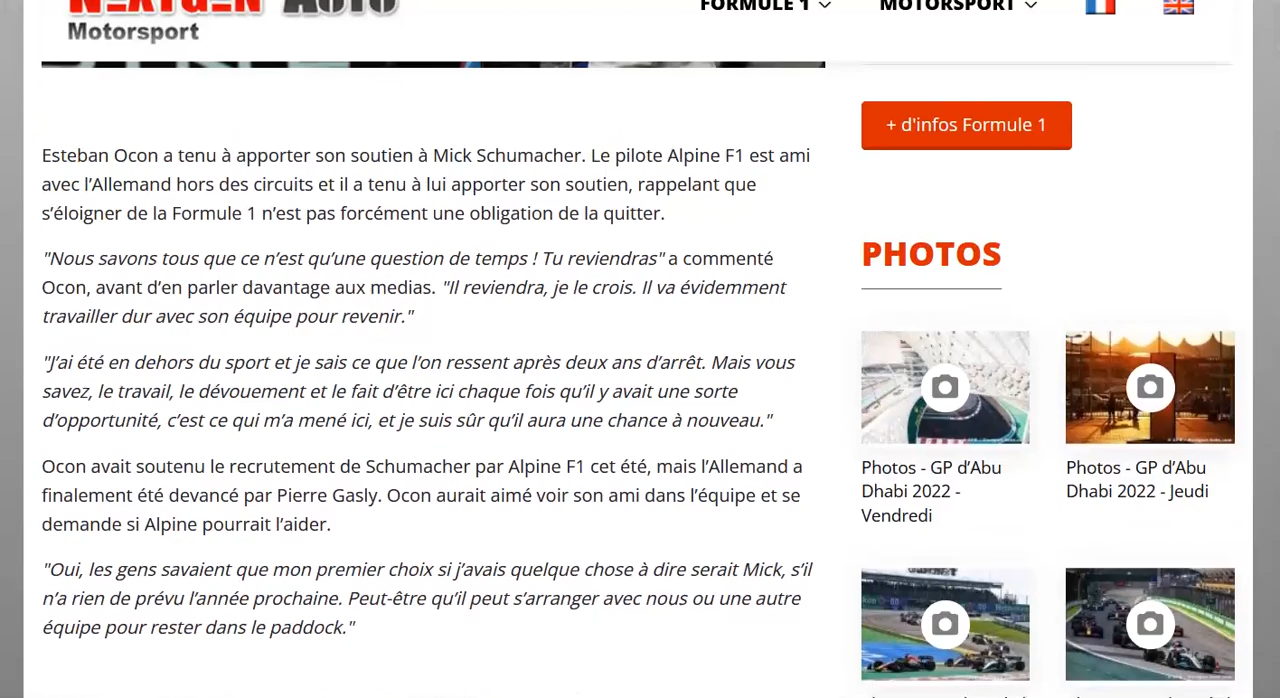 NEXTGEN AUTO
Motorsport
FORMULE 1
MOTORSPORT
Esteban Ocon a tenu à apporter son soutien à Mick Schumacher. Le pilote Alpine F1 est ami
avec l’Allemand hors des circuits et il a tenu à lui apporter son soutien, rappelant que
s’éloigner de la Formule 1 n’est pas forcément une obligation de la quitter.
"Nous savons tous que ce n’est qu’une question de temps ! Tu reviendras" a commenté
Ocon, avant d’en parler davantage aux medias. "Il reviendra, je le crois. Il va évidemment
travailler dur avec son équipe pour revenir."
"J’ai été en dehors du sport et je sais ce que l’on ressent après deux ans d’arrêt. Mais vous
savez, le travail, le dévouement et le fait d’être ici chaque fois qu’il y avait une sorte
d’opportunité, c’est ce qui m’a mené ici, et je suis sûr qu’il aura une chance à nouveau."
Ocon avait soutenu le recrutement de Schumacher par Alpine F1 cet été, mais l’Allemand a
finalement été devancé par Pierre Gasly. Ocon aurait aimé voir son ami dans l’équipe et se
demande si Alpine pourrait l’aider.
"Oui, les gens savaient que mon premier choix si j’avais quelque chose à dire serait Mick, s’il
n’a rien de prévu l’année prochaine. Peut-être qu’il peut s’arranger avec nous ou une autre
équipe pour rester dans le paddock."
+ d'infos Formule 1
PHOTOS
Photos - GP d’Abu
Dhabi 2022 -
Vendredi
Photos - GP d’Abu
Dhabi 2022 - Jeudi